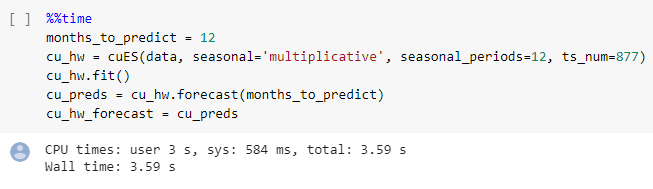 [ ] %%time
months_to_predict = 12
cu_hw = cuES(data, seasonal='multiplicative', seasonal_periods=12, ts_num=877)
cu_hw.fit()
cu_preds = cu_hw.forecast(months_to_predict)
cu_hw_forecast = cu_preds
CPU times: user 3 s, sys: 584 ms, total: 3.59 s
Wall time: 3.59 s